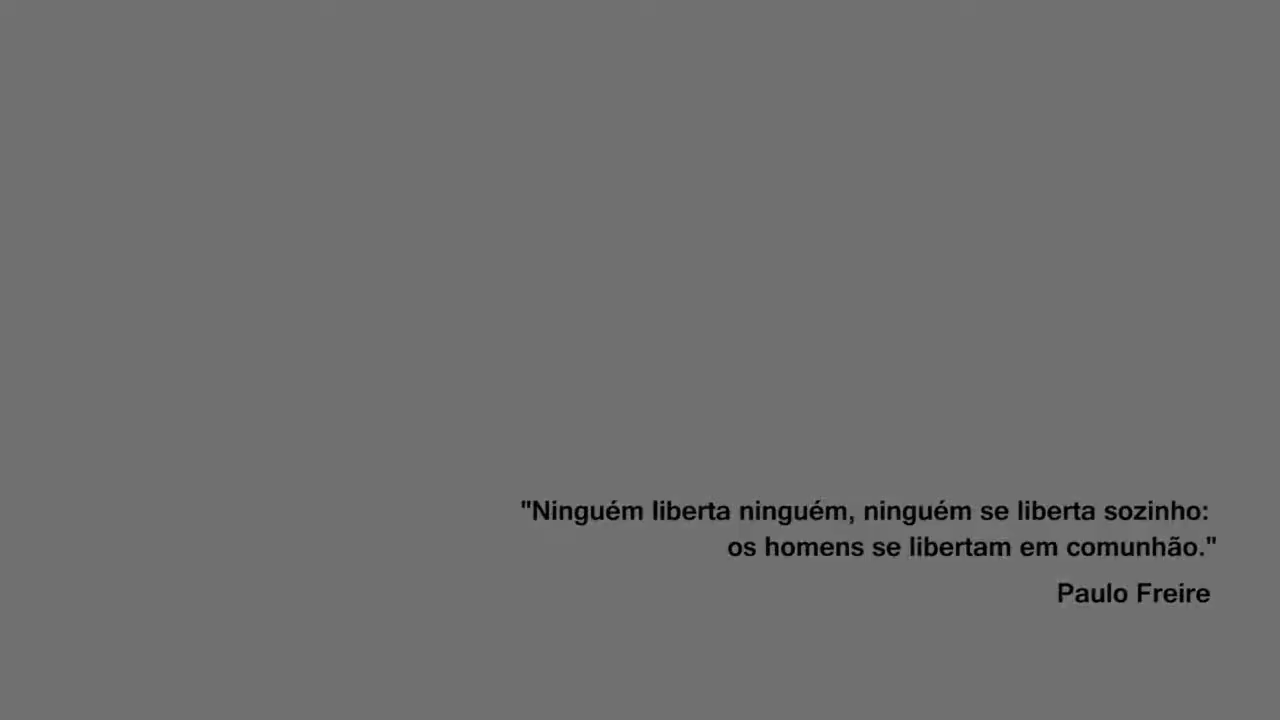 "Ninguém liberta ninguém, ninguém se liberta sozinho:
os homens se libertam em comunhão."
Paulo Freire